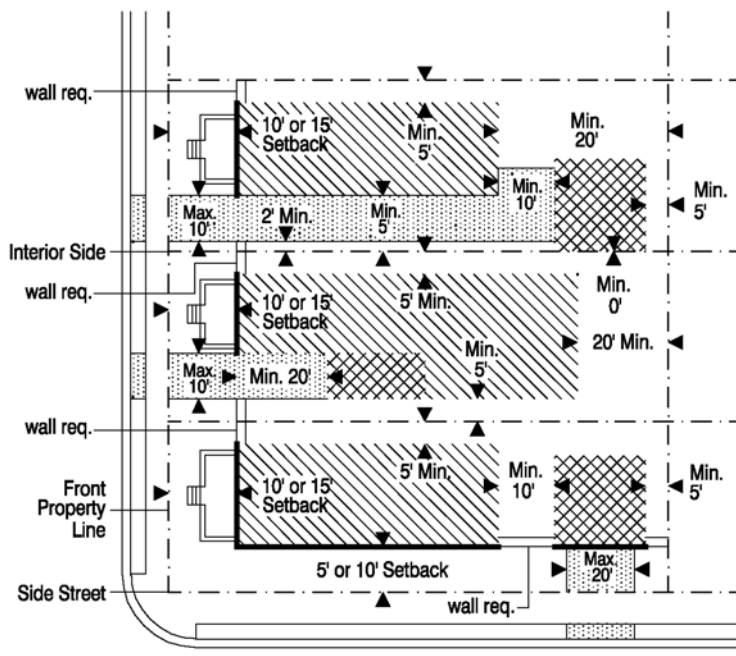 wall req.
10' or 15'
Setback
Min.
5'
Min.
20'
Max.
10'
2' Min.
Min.
5'
Min.
10'
Min.
5'
Interior Side
wall req.
10' or 15'
Setback
5' Min.
Min.
0'
20' Min.
Max.
10'
Min. 20'
Min.
5'
wall req.
Front
Property
Line
10' or 15'
Setback
5' Min.
Min.
10'
Min.
5'
5' or 10' Setback
Max.
20'
Side Street
wall req.